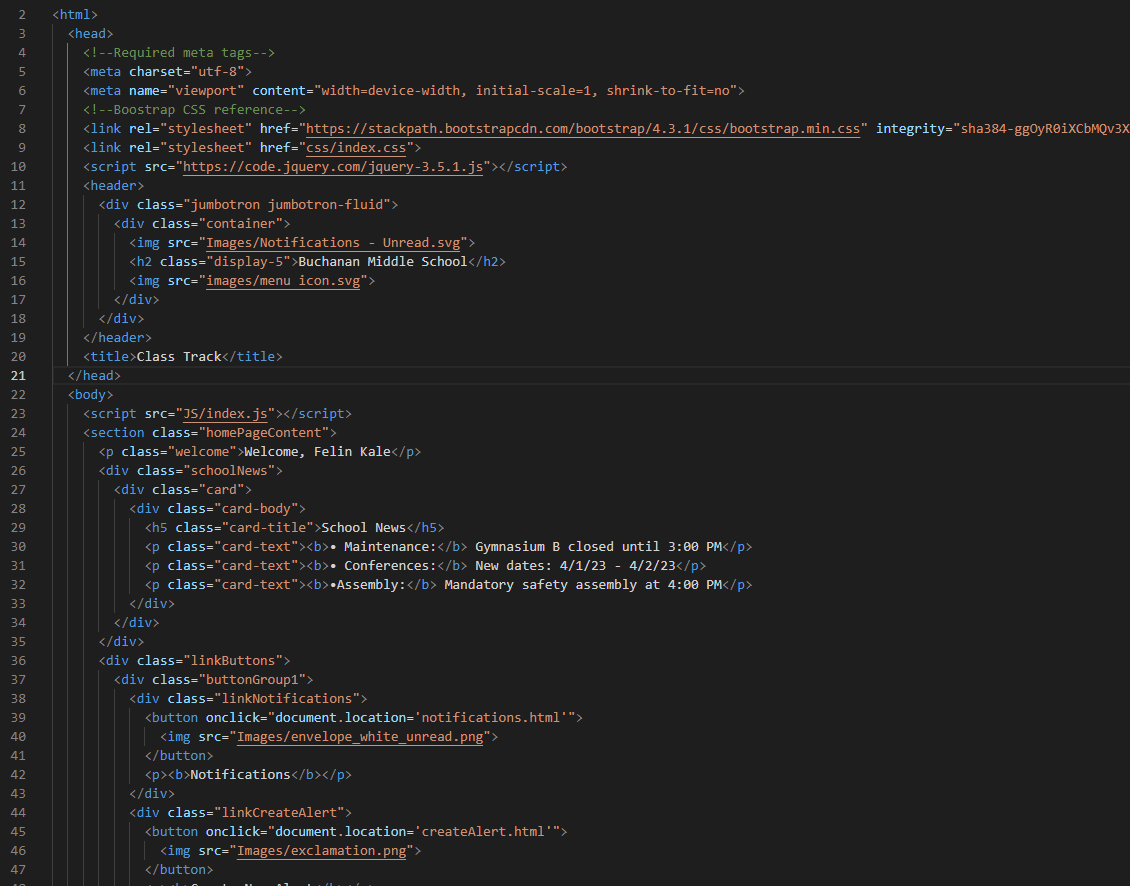 2 <html>
3 <head>
4 <!--Required meta tags-->
5 <meta charset="utf-8">
6 <meta name="viewport" content="width=device-width, initial-scale=1, shrink-to-fit=no">
7 <!--Boostrap CSS reference-->
8 <link rel="stylesheet" href="https://stackpath.bootstrapcdn.com/bootstrap/4.3.1/css/bootstrap.min.css" integrity="sha384-ggOyR0iXCbMQv3X
9 <link rel="stylesheet" href="css/index.css">
10 <script src="https://code.jquery.com/jquery-3.5.1.js"></script>
11 <header>
12 <div class="jumbotron jumbotron-fluid">
13 <div class="container">
14 <img src="Images/Notifications - Unread.svg">
15 <h2 class="display-5">Buchanan Middle School</h2>
16 <img src="images/menu icon.svg">
17 </div>
18 </div>
19 </header>
20 <title>Class Track</title>
21 </head>
22 <body>
23 <script src="JS/index.js"></script>
24 <section class="homePageContent">
25 <p class="welcome">Welcome, Felin Kale</p>
26 <div class="schoolNews">
27 <div class="card">
28 <div class="card-body">
29 <h5 class="card-title">School News</h5>
30 <p class="card-text"><b>• Maintenance:</b> Gymnasium B closed until 3:00 PM</p>
31 <p class="card-text"><b>• Conferences:</b> New dates: 4/1/23 - 4/2/23</p>
32 <p class="card-text"><b>•Assembly:</b> Mandatory safety assembly at 4:00 PM</p>
33 </div>
34 </div>
35 </div>
36 <div class="linkButtons">
37 <div class="buttonGroup1">
38 <div class="linkNotifications">
39 <button onclick="document.location='notifications.html'">
40 <img src="Images/envelope_white_unread.png">
41 </button>
42 <p><b>Notifications</b></p>
43 </div>
44 <div class="linkCreateAlert">
45 <button onclick="document.location='createAlert.html'">
46 <img src="Images/exclamation.png">
47 </button>